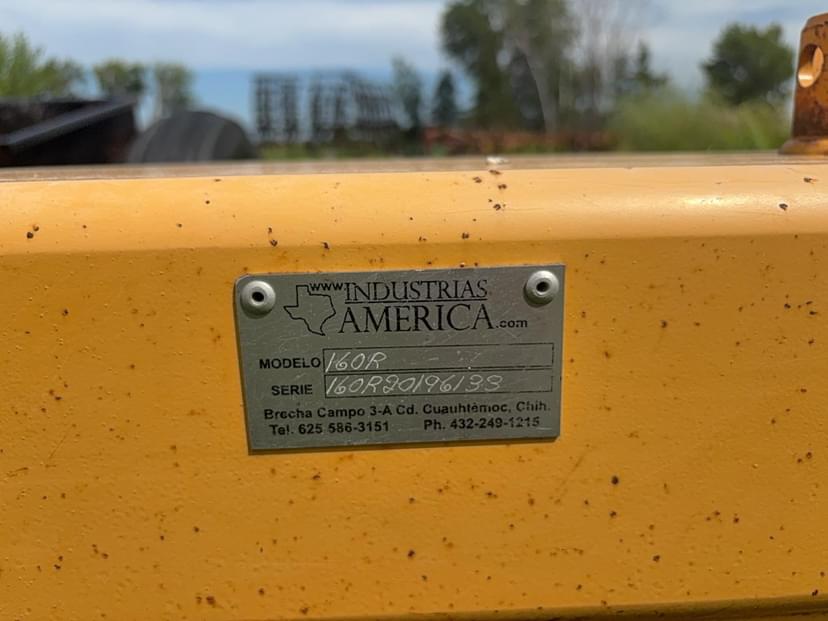 www.INDUSTRIAS
AMERICA.com
MODELO 160R
SERIE 160R20196133
Brecha Campo 3-A Cd. Cuauhtémoc, Chih.
Tel. 625 586-3151 Ph. 432-249-1215